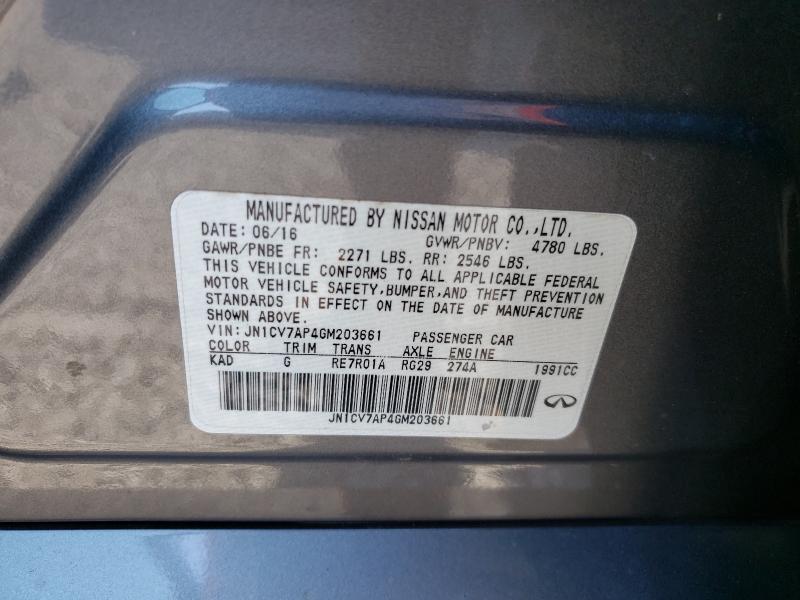 MANUFACTURED BY NISSAN MOTOR CO.,LTD.
DATE: 06/16 GVWR/PNBV: 4780 LBS.
GAWR/PNBE FR: 2271 LBS. RR: 2546 LBS.
THIS VEHICLE CONFORMS TO ALL APPLICABLE FEDERAL
MOTOR VEHICLE SAFETY,BUMPER,AND THEFT PREVENTION
STANDARDS IN EFFECT ON THE DATE OF MANUFACTURE
SHOWN ABOVE.
VIN: JN1CV7AP4GM203661 PASSENGER CAR
COLOR TRIM TRANS AXLE ENGINE
KAD G RE7R01A RG29 274A 1991CC
JN1CV7AP4GM203661